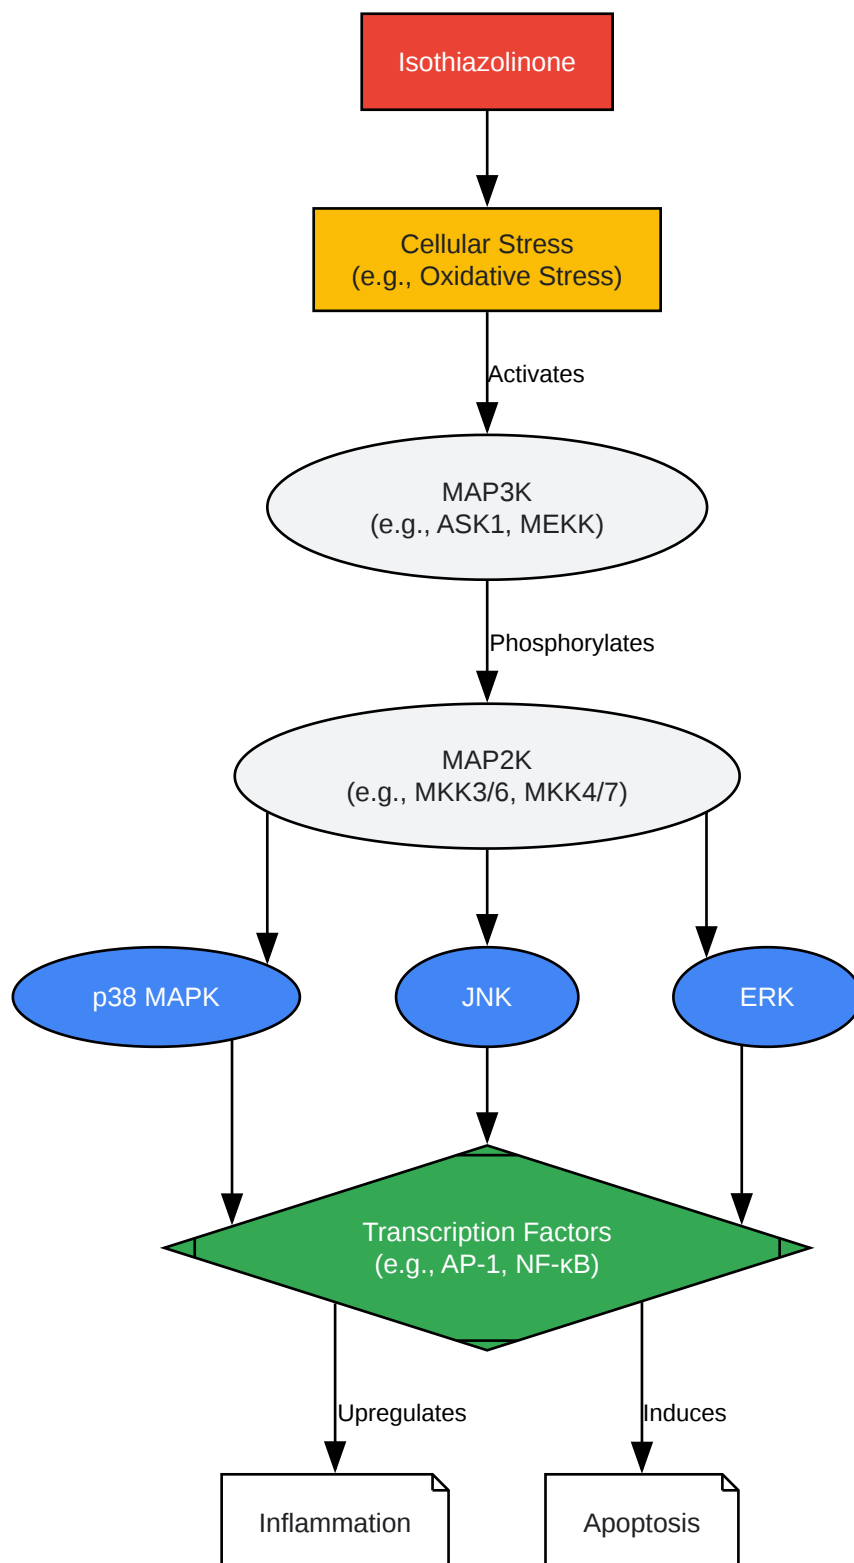 Isothiazolinone
Cellular Stress
(e.g., Oxidative Stress)
Activates
MAP3K
(e.g., ASK1, MEKK)
Phosphorylates
MAP2K
(e.g., MKK3/6, MKK4/7)
p38 MAPK
JNK
ERK
Transcription Factors
(e.g., AP-1, NF-κB)
Upregulates
Induces
Inflammation
Apoptosis